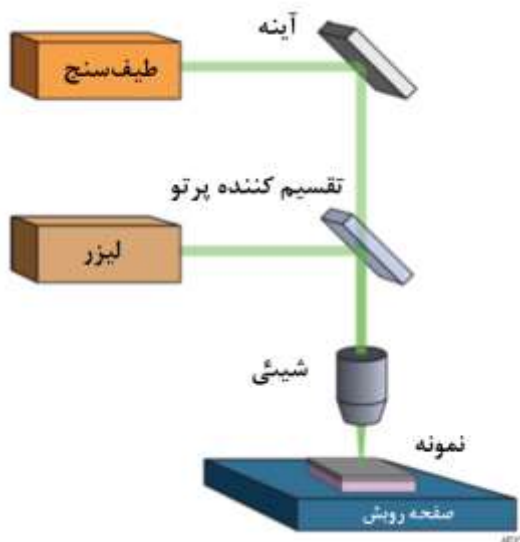 آینه
طیف‌سنج
تقسیم کننده پرتو
لیزر
شیئی
نمونه
صفحه روبش